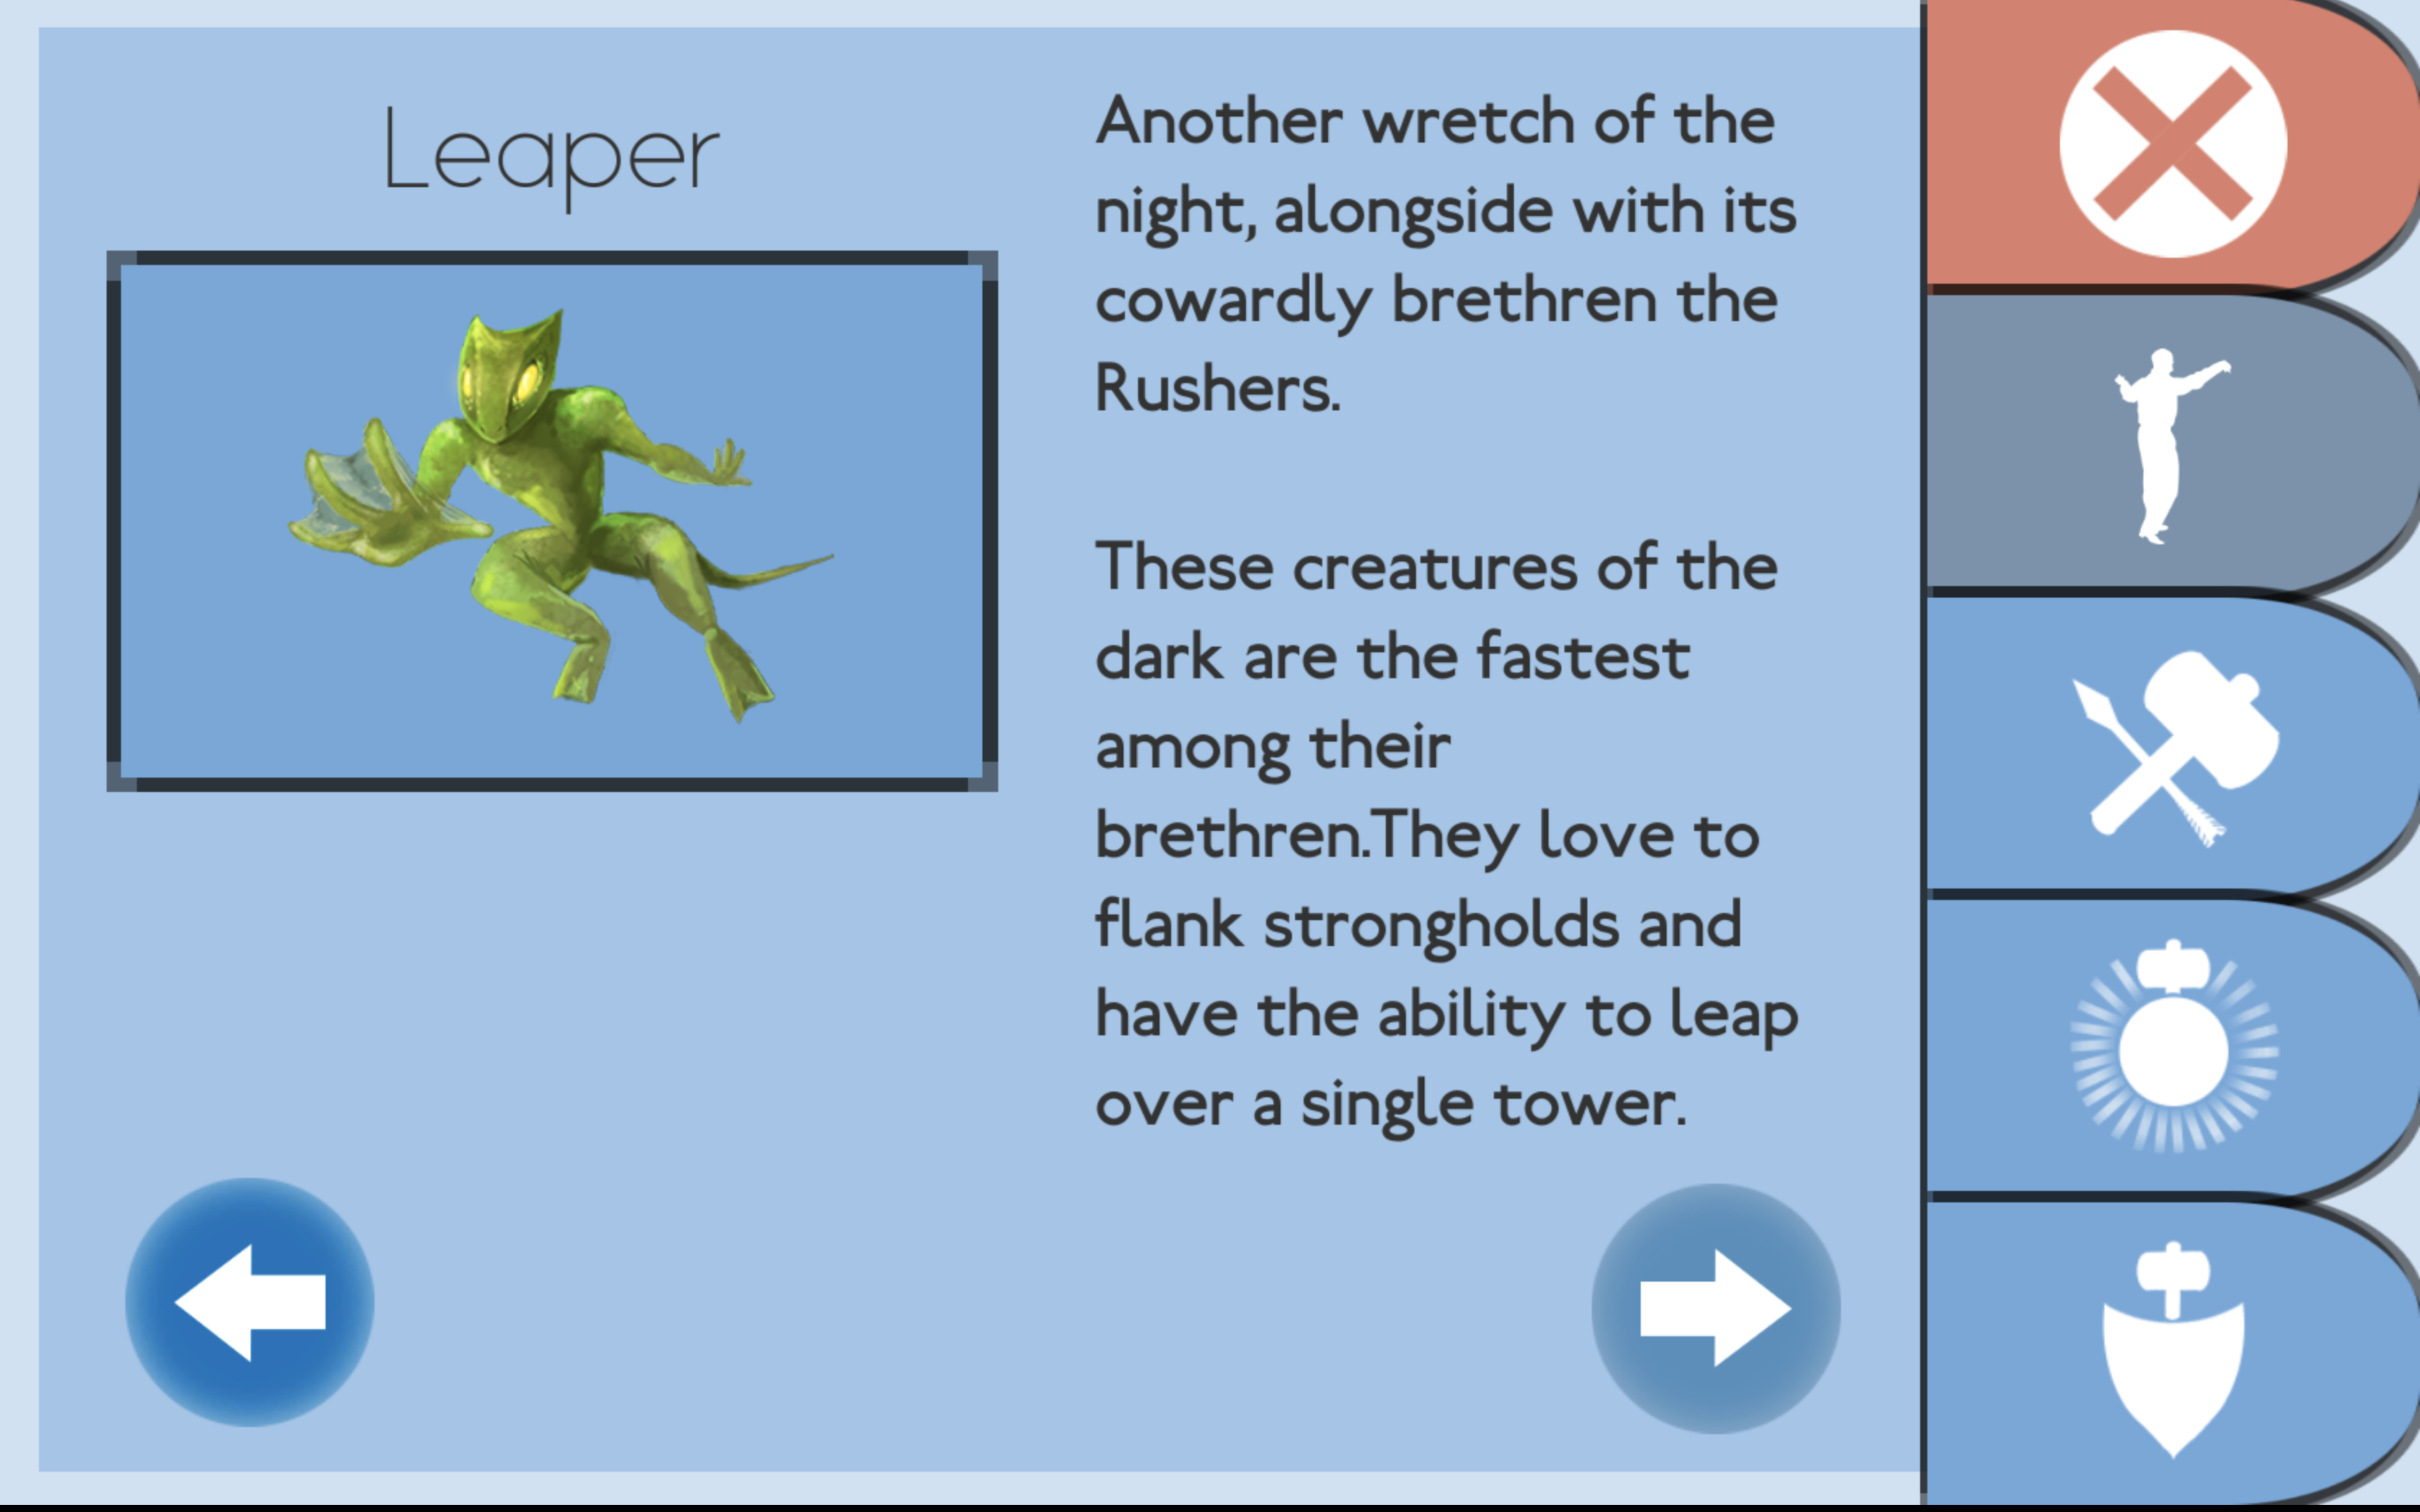 Leaper
Another wretch of the
night, alongside with its
cowardly brethren the
Rushers.
These creatures of the
dark are the fastest
among their
brethren.They love to
flank strongholds and
have the ability to leap
over a single tower.